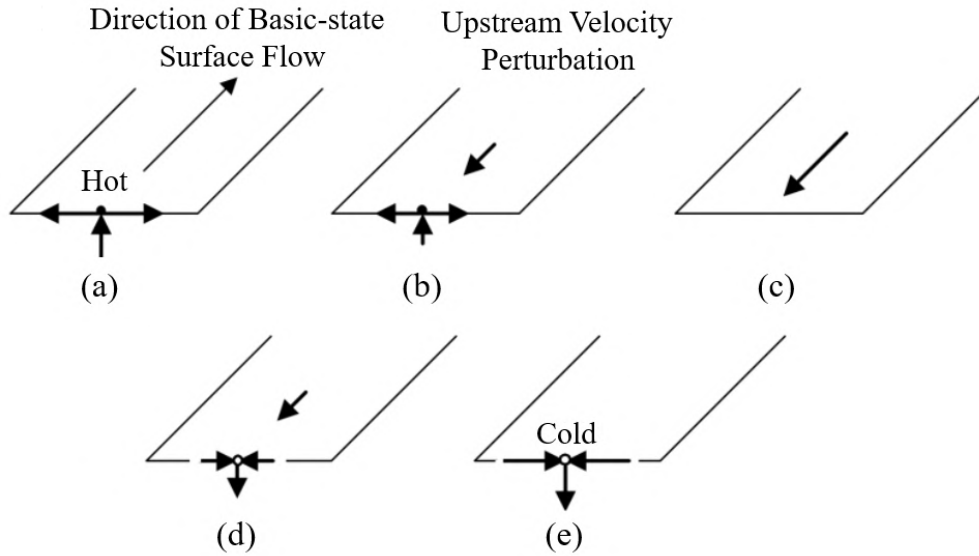 Direction of Basic-state
Surface Flow
Upstream Velocity
Perturbation
Hot
(a)
(b)
(c)
Cold
(d)
(e)